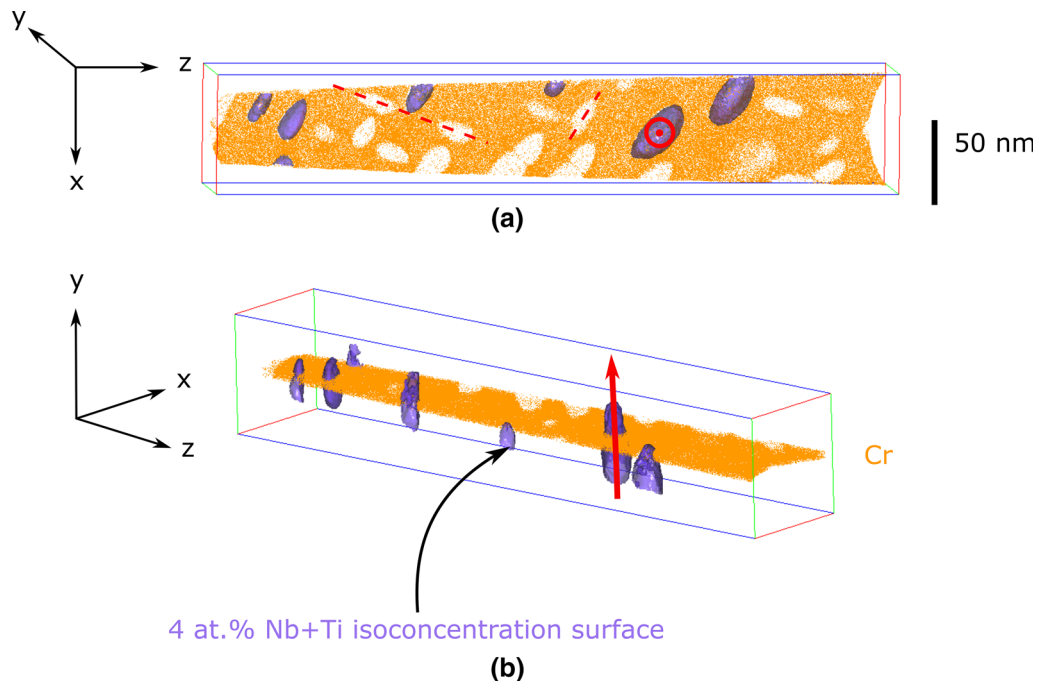 y
z
x
50 nm
(a)
y
x
z
Cr
4 at.% Nb+Ti isoconcentration surface
(b)